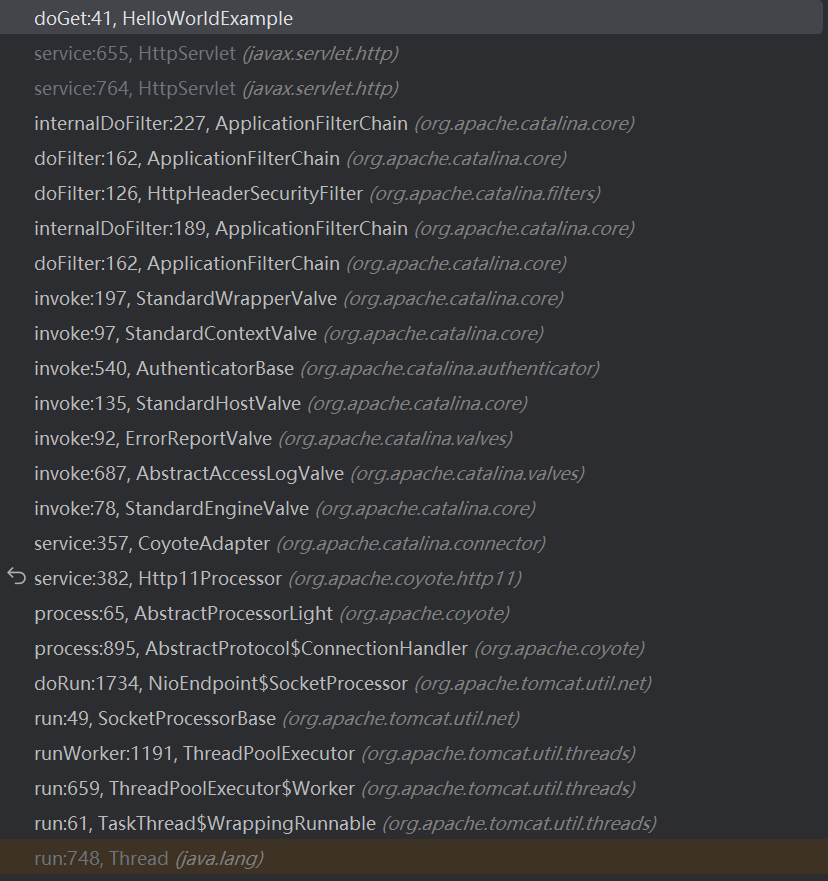 doGet:41, HelloWorldExample
service:655, HttpServlet (javax.servlet.http)
service:764, HttpServlet (javax.servlet.http)
internalDoFilter:227, ApplicationFilterChain (org.apache.catalina.core)
doFilter:162, ApplicationFilterChain (org.apache.catalina.core)
doFilter:126, HttpHeaderSecurityFilter (org.apache.catalina.filters)
internalDoFilter:189, ApplicationFilterChain (org.apache.catalina.core)
doFilter:162, ApplicationFilterChain (org.apache.catalina.core)
invoke:197, StandardWrapperValve (org.apache.catalina.core)
invoke:97, StandardContextValve (org.apache.catalina.core)
invoke:540, AuthenticatorBase (org.apache.catalina.authenticator)
invoke:135, StandardHostValve (org.apache.catalina.core)
invoke:92, ErrorReportValve (org.apache.catalina.valves)
invoke:687, AbstractAccessLogValve (org.apache.catalina.valves)
invoke:78, StandardEngineValve (org.apache.catalina.core)
service:357, CoyoteAdapter (org.apache.catalina.connector)
service:382, Http11Processor (org.apache.coyote.http11)
process:65, AbstractProcessorLight (org.apache.coyote)
process:895, AbstractProtocol$ConnectionHandler (org.apache.coyote)
doRun:1734, NioEndpoint$SocketProcessor (org.apache.tomcat.util.net)
run:49, SocketProcessorBase (org.apache.tomcat.util.net)
runWorker:1191, ThreadPoolExecutor (org.apache.tomcat.util.threads)
run:659, ThreadPoolExecutor$Worker (org.apache.tomcat.util.threads)
run:61, TaskThread$WrappingRunnable (org.apache.tomcat.util.threads)
run:748, Thread (java.lang)